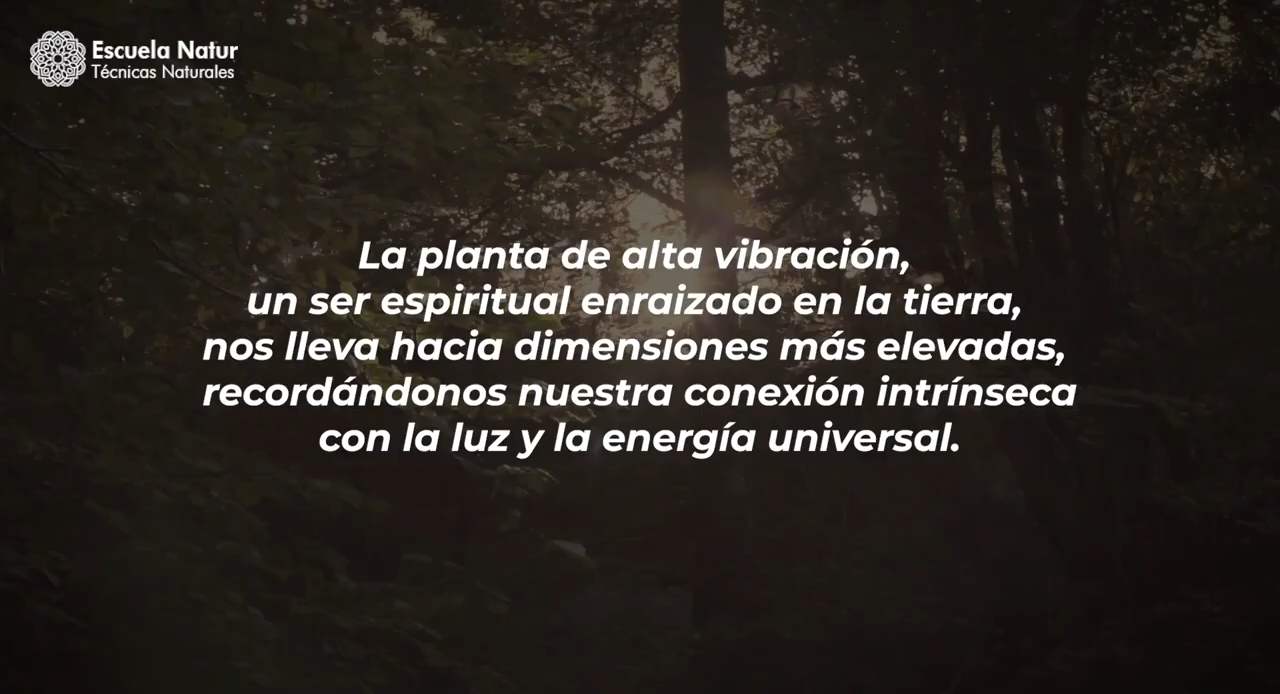 Escuela Natur
Técnicas Naturales
La planta de alta vibración,
un ser espiritual enraizado en la tierra,
nos lleva hacia dimensiones más elevadas,
recordándonos nuestra conexión intrínseca
con la luz y la energía universal.